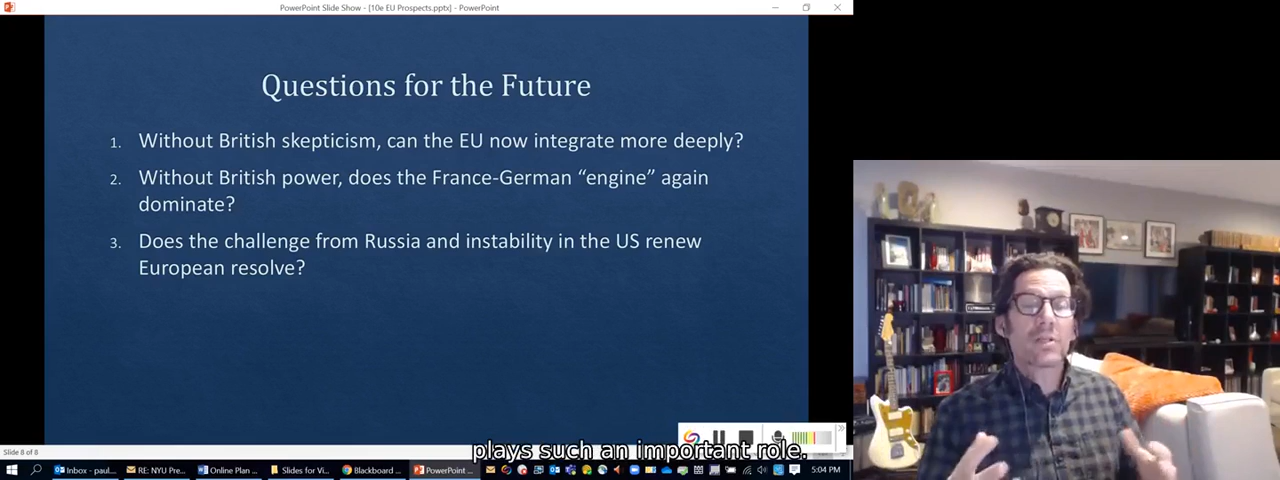 PowerPoint Slide Show - [10e EU Prospects.pptx] - PowerPoint
Questions for the Future
1. Without British skepticism, can the EU now integrate more deeply?
2. Without British power, does the France-German “engine” again
dominate?
3. Does the challenge from Russia and instability in the US renew
European resolve?
plays such an important role.
Slide 8 of 8
Inbox - paul... RE: NYU Pre... Online Plan ... Slides for Vi... Blackboard ... PowerPoint ... 5:04 PM